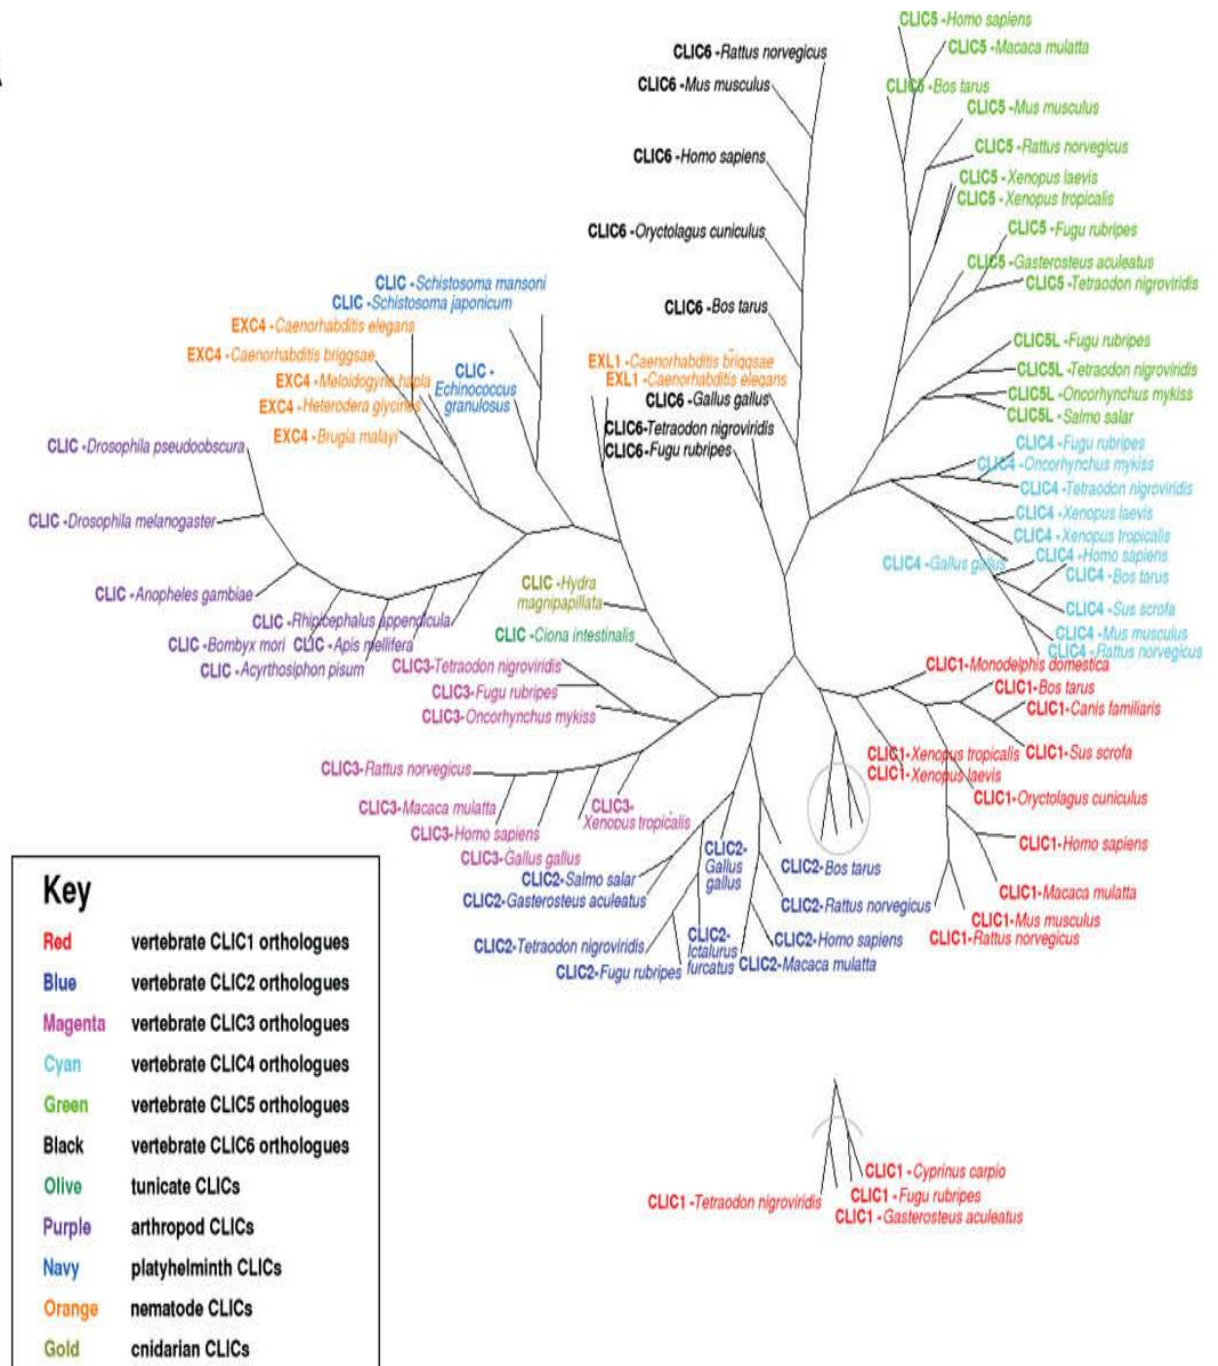 CLIC5 -Homo sapiens
CLIC5 -Macaca mulatta
CLIC6 -Rattus norvegicus
CLIC6 -Mus musculus
CLIC5 -Bos tarus
CLIC5 -Mus musculus
CLIC6 -Homo sapiens
CLIC5 -Rattus norvegicus
CLIC5 -Xenopus laevis
CLIC5 -Xenopus tropicalis
CLIC6 -Oryctolagus cuniculus
CLIC5 -Fugu rubripes
CLIC5 -Gasterosteus aculeatus
CLIC5 -Tetraodon nigroviridis
CLIC -Schistosoma mansoni
CLIC -Schistosoma japonicum
CLIC6 -Bos tarus
EXC4 -Caenorhabditis elegans
EXC4 -Caenorhabditis briggsae
EXC4 -Meloidogyne hapla
EXC4 -Heterodera glycines
EXC4 -Brugia malayi
CLIC -
Echinococcus
granulosus
EXL1 -Caenorhabditis briggsae
EXL1 -Caenorhabditis elegans
CLIC6 -Gallus gallus
CLIC6-Tetraodon nigroviridis
CLIC6-Fugu rubripes
CLIC5L -Fugu rubripes
CLIC5L -Tetraodon nigroviridis
CLIC5L -Oncorhynchus mykiss
CLIC5L -Salmo salar
CLIC4 -Fugu rubripes
CLIC4 -Oncorhynchus mykiss
CLIC4 -Tetraodon nigroviridis
CLIC4 -Xenopus laevis
CLIC4 -Xenopus tropicalis
CLIC4 -Homo sapiens
CLIC4 -Gallus gallus
CLIC4 -Bos tarus
CLIC4 -Sus scrofa
CLIC4 -Mus musculus
CLIC4 -Rattus norvegicus
CLIC -Drosophila pseudoobscura
CLIC -Drosophila melanogaster
CLIC -Anopheles gambiae
CLIC -Rhipicephalus appendicula
CLIC -Bombyx mori
CLIC -Apis mellifera
CLIC -Acyrthosiphon pisum
CLIC -Hydra
magnipapillata
CLIC -Ciona intestinalis
CLIC3-Tetraodon nigroviridis
CLIC3-Fugu rubripes
CLIC3-Oncorhynchus mykiss
CLIC3-Rattus norvegicus
CLIC3-Macaca mulatta
CLIC3-Homo sapiens
CLIC3-Gallus gallus
CLIC3-
Xenopus tropicalis
CLIC1-Monodelphis domestica
CLIC1-Bos tarus
CLIC1-Canis familiaris
CLIC1-Xenopus tropicalis
CLIC1-Sus scrofa
CLIC1-Xenopus laevis
CLIC1-Oryctolagus cuniculus
CLIC1-Homo sapiens
CLIC1-Macaca mulatta
CLIC1-Mus musculus
CLIC1-Rattus norvegicus
CLIC2-Salmo salar
CLIC2-Gasterosteus aculeatus
CLIC2-Tetraodon nigroviridis
CLIC2-Fugu rubripes
CLIC2-
Gallus
gallus
CLIC2-
Ictalurus
furcatus
CLIC2-Bos tarus
CLIC2-Rattus norvegicus
CLIC2-Homo sapiens
CLIC2-Macaca mulatta
CLIC1 -Cyprinus carpio
CLIC1 -Tetraodon nigroviridis
CLIC1 -Fugu rubripes
CLIC1 -Gasterosteus aculeatus
Key
Red vertebrate CLIC1 orthologues
Blue vertebrate CLIC2 orthologues
Magenta vertebrate CLIC3 orthologues
Cyan vertebrate CLIC4 orthologues
Green vertebrate CLIC5 orthologues
Black vertebrate CLIC6 orthologues
Olive tunicate CLICs
Purple arthropod CLICs
Navy platyhelminth CLICs
Orange nematode CLICs
Gold cnidarian CLICs